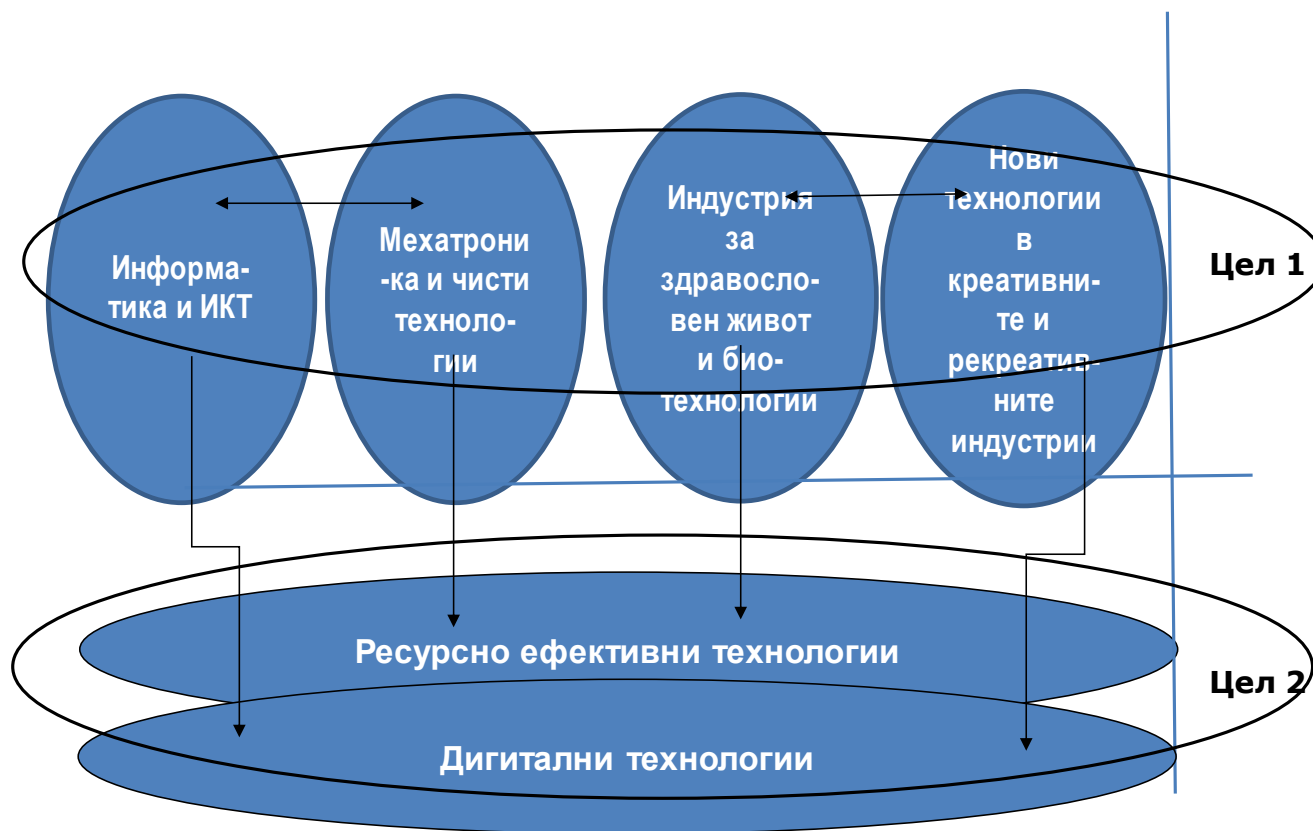 Информа-
тика и ИКТ
Мехатрони
-ка и чисти
техноло-
гии
Индустрия
за
здравосло-
вен живот
и био-
технологии
Нови
технологии
в
креативни-
те и
рекреатив-
ните
индустрии
Цел 1
Ресурсно ефективни технологии
Цел 2
Дигитални технологии